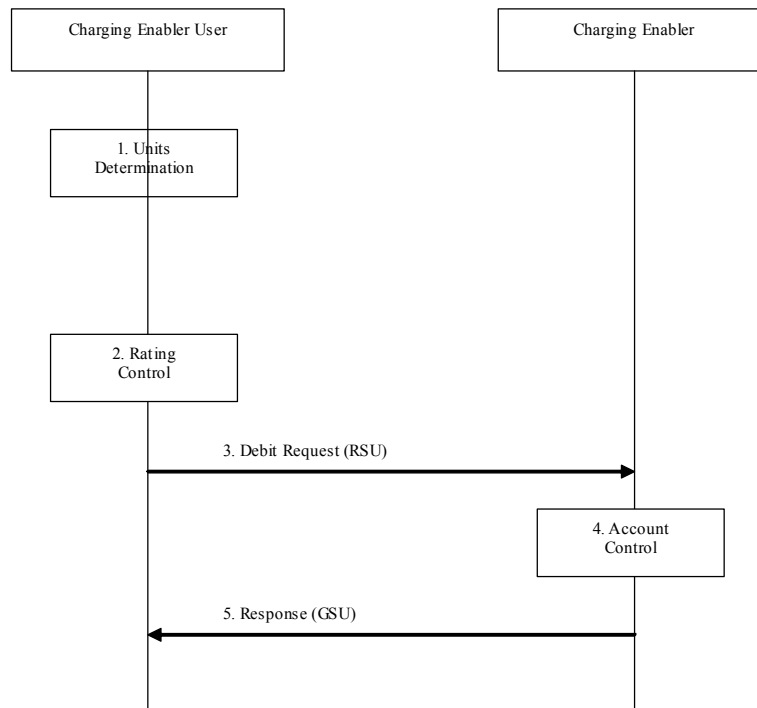 Charging Enabler User
Charging Enabler
1. Units
Determination
2. Rating
Control
3. Debit Request (RSU)
4. Account
Control
5. Response (GSU)